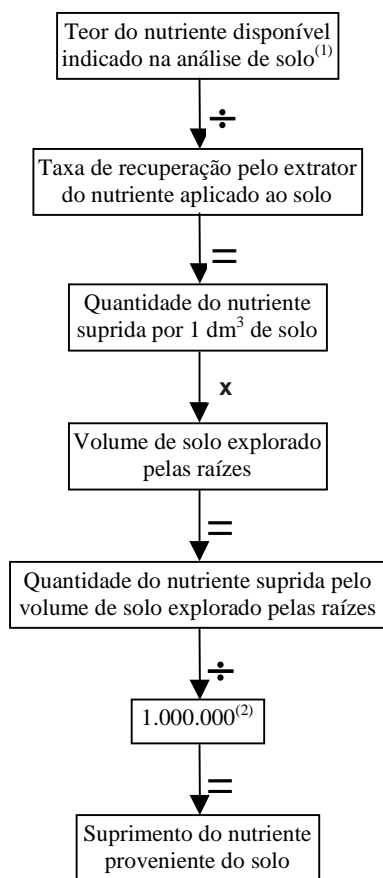 Teor do nutriente disponível
indicado na análise de solo(1)
÷
Taxa de recuperação pelo extrator
do nutriente aplicado ao solo
=
Quantidade do nutriente
suprida por 1 dm³ de solo
x
Volume de solo explorado
pelas raízes
=
Quantidade do nutriente suprida pelo
volume de solo explorado pelas raízes
÷
1.000.000(2)
=
Suprimento do nutriente
proveniente do solo